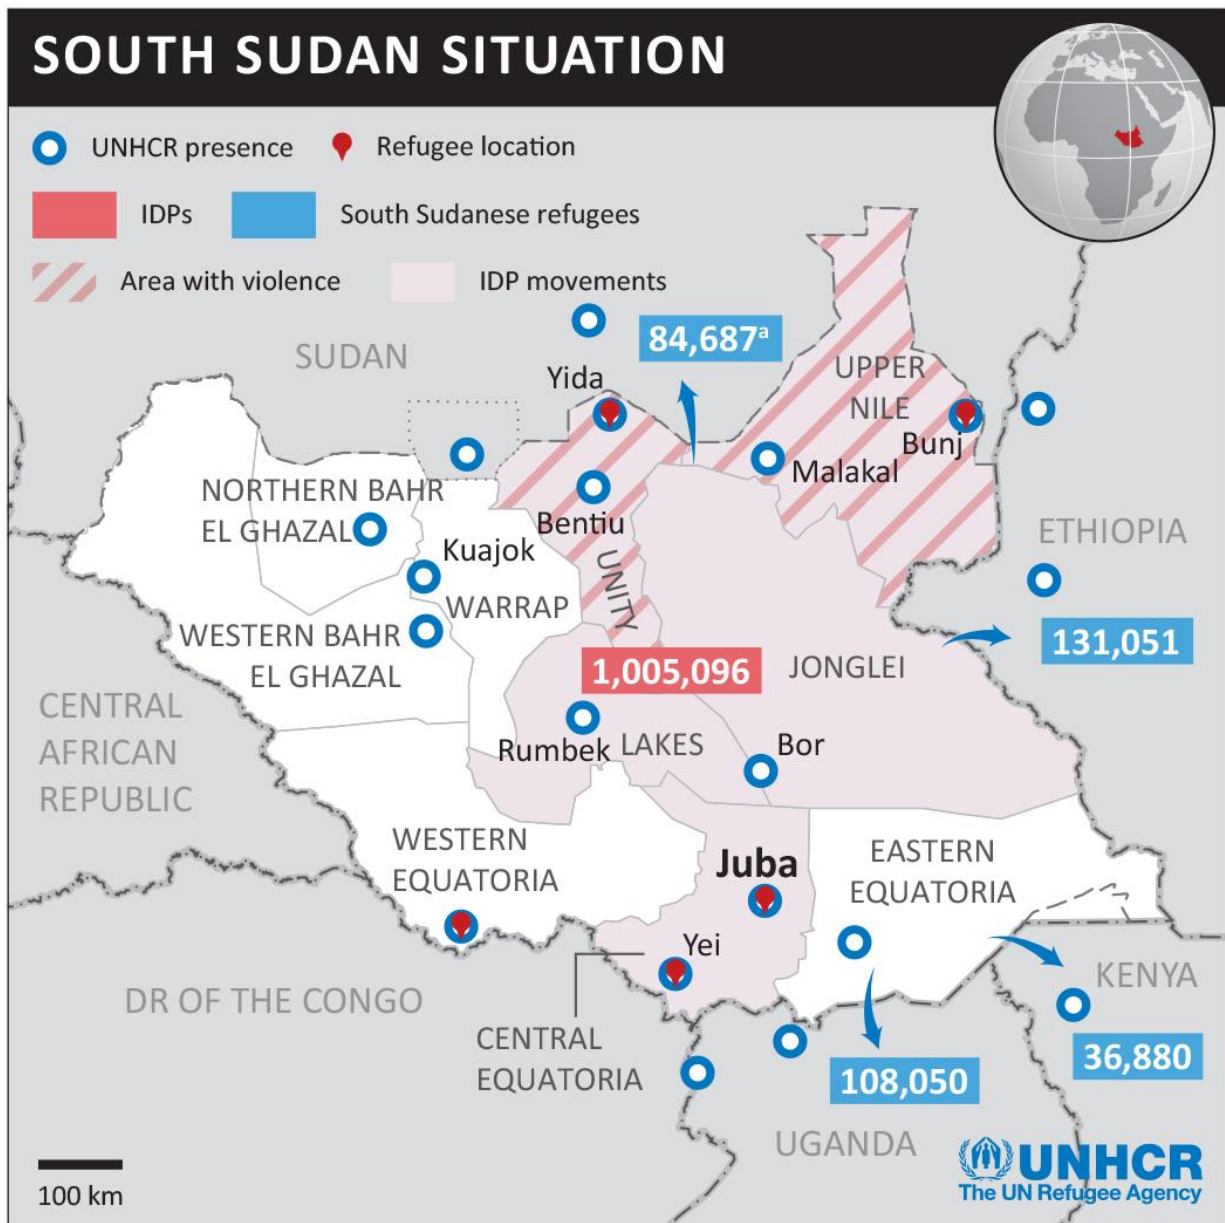 SOUTH SUDAN SITUATION
UNHCR presence
Refugee location
IDPs
South Sudanese refugees
Area with violence
IDP movements
SUDAN
84,687ᵃ
Yida
UPPER
NILE
Bunj
Malakal
NORTHERN BAHR
EL GHAZAL
Bentiu
Kuajok
ETHIOPIA
UNITY
WARRAP
WESTERN BAHR
EL GHAZAL
131,051
1,005,096
JONGLEI
CENTRAL
AFRICAN
REPUBLIC
Rumbek
LAKES
Bor
WESTERN
EQUATORIA
Juba
EASTERN
EQUATORIA
Yei
KENYA
DR OF THE CONGO
CENTRAL
EQUATORIA
36,880
108,050
UGANDA
100 km
UNHCR
The UN Refugee Agency